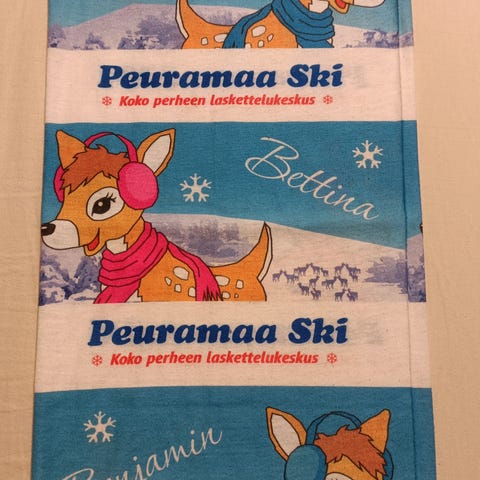 Peuramaa Ski
Koko perheen laskettelukeskus
Bettina
Peuramaa Ski
Koko perheen laskettelukeskus
Benjamin